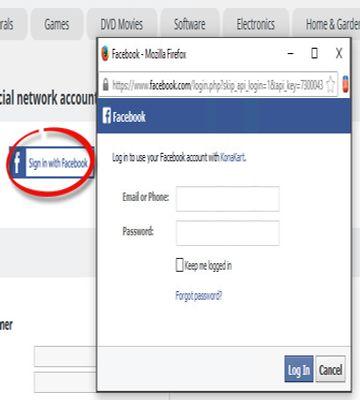 rals Games DVD Movies Software Electronics Home & Garden
cial network account
Sign in with Facebook
ner
Facebook - Mozilla Firefox
https://www.facebook.com/login.php?skip_api_login=1&api_key=7300043
Facebook
Log in to use your Facebook account with KonaKart.
Email or Phone:
Password:
Keep me logged in
Forgot password?
Log In Cancel